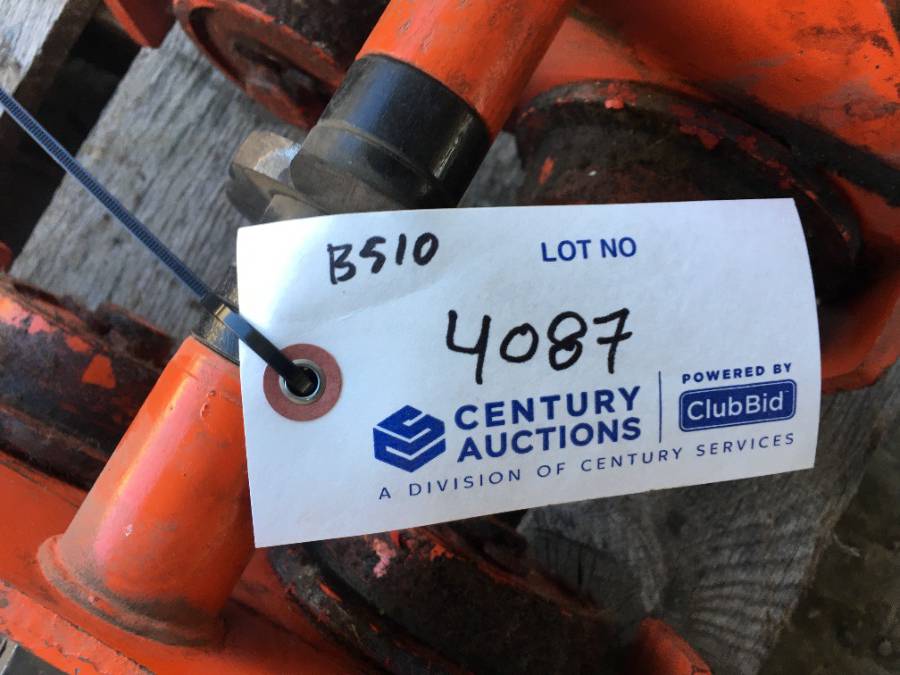 B510
LOT NO
4087
CENTURY
AUCTIONS
POWERED BY
ClubBid
A DIVISION OF CENTURY SERVICES